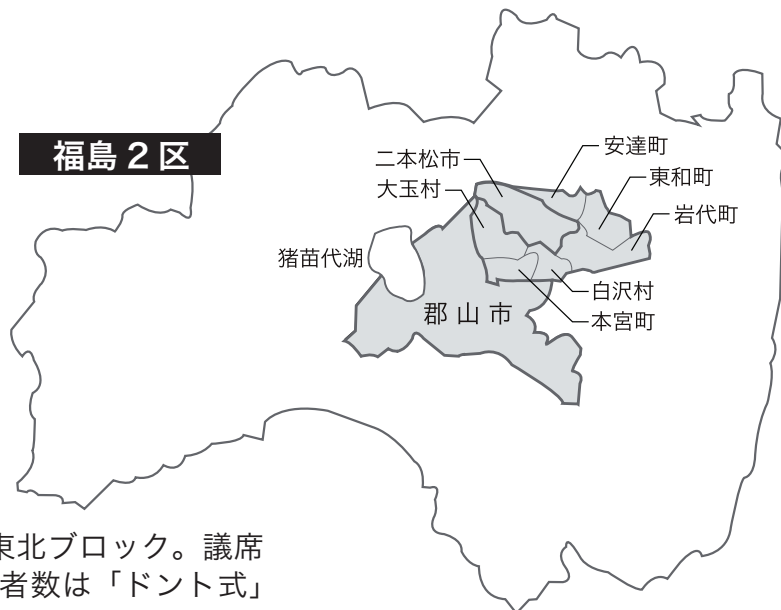 福島2区
安達町
二本松市
東和町
大玉村
岩代町
猪苗代湖
白沢村
郡山市
本宮町
東北ブロック。議席
者数は「ドント式」